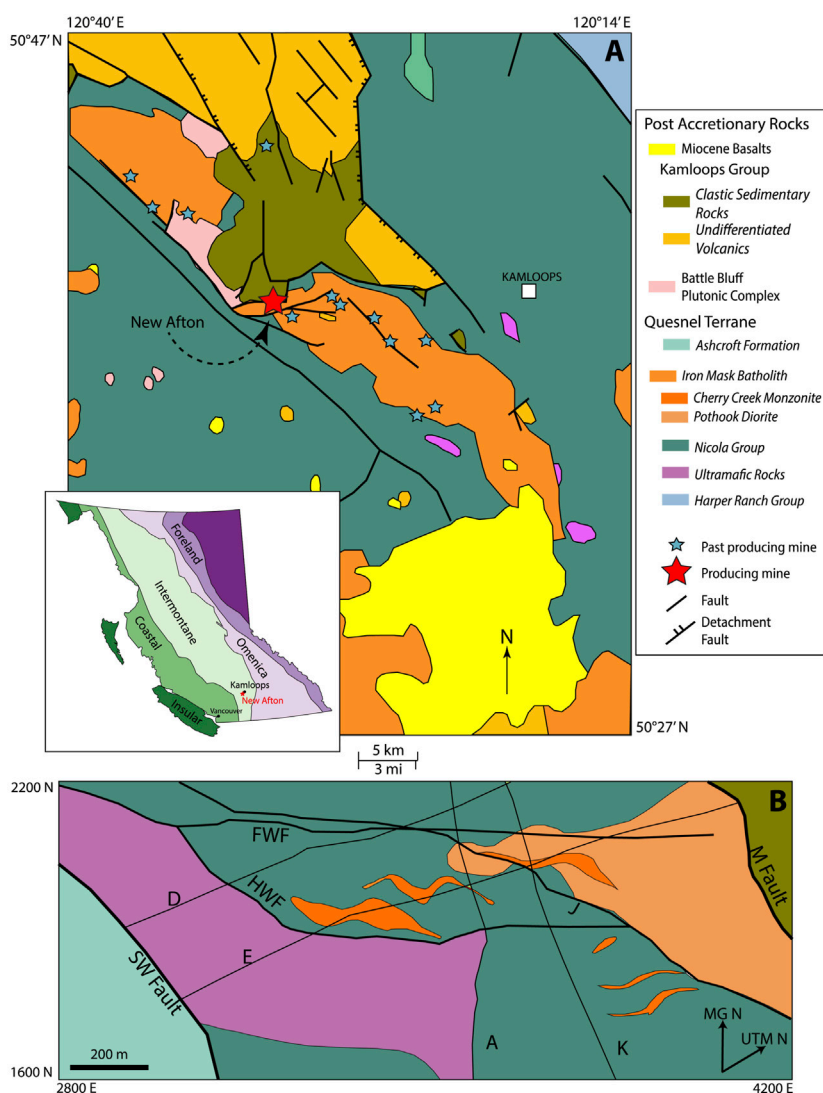 120°40′ E
120°14′ E
50°47′ N
A
KAMLOOPS
New Afton
N
50°27′ N
5 km
3 mi
Foreland
Intermontane
Coastal
Omenica
Insular
Kamloops
New Afton
Vancouver
Post Accretionary Rocks
Miocene Basalts
Kamloops Group
Clastic Sedimentary
Rocks
Undifferentiated
Volcanics
Battle Bluff
Plutonic Complex
Quesnel Terrane
Ashcroft Formation
Iron Mask Batholith
Cherry Creek Monzonite
Pothook Diorite
Nicola Group
Ultramafic Rocks
Harper Ranch Group
Past producing mine
Producing mine
Fault
Detachment
Fault
2200 N
B
FWF
M Fault
D
HWF
J
E
SW Fault
A
K
MG N
UTM N
200 m
1600 N
2800 E
4200 E